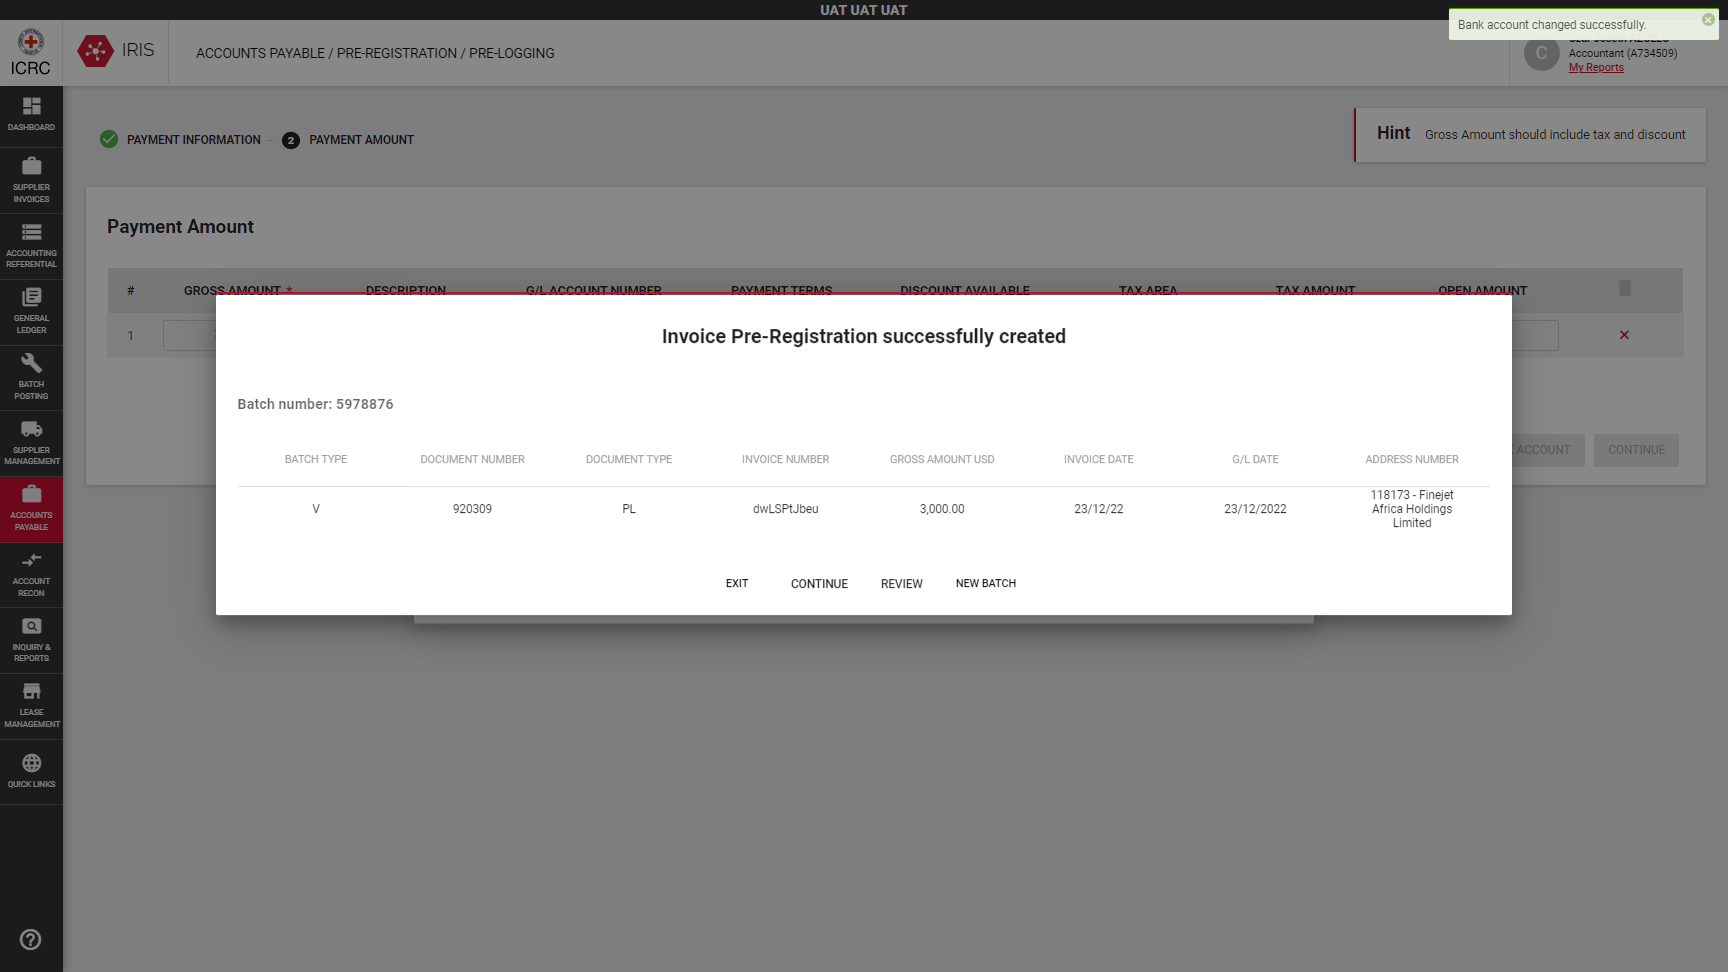 UAT UAT UAT
Bank account changed successfully.
ICRC
IRIS
ACCOUNTS PAYABLE / PRE-REGISTRATION / PRE-LOGGING
C
Accountant (A734509)
My Reports
DASHBOARD
SUPPLIER
INVOICES
ACCOUNTING
REFERENTIAL
GENERAL
LEDGER
BATCH
POSTING
SUPPLIER
MANAGEMENT
ACCOUNTS
PAYABLE
ACCOUNT
RECON
INQUIRY &
REPORTS
LEASE
MANAGEMENT
QUICK LINKS
PAYMENT INFORMATION - 2 PAYMENT AMOUNT
Hint Gross Amount should include tax and discount
Payment Amount
# GROSS AMOUNT * DESCRIPTION G/L ACCOUNT NUMBER PAYMENT TERMS DISCOUNT AVAILABLE TAX AREA TAX AMOUNT OPEN AMOUNT
1
ACCOUNT CONTINUE
Invoice Pre-Registration successfully created
Batch number: 5978876
BATCH TYPE DOCUMENT NUMBER DOCUMENT TYPE INVOICE NUMBER GROSS AMOUNT USD INVOICE DATE G/L DATE ADDRESS NUMBER
V 920309 PL dwLSPtJbeu 3,000.00 23/12/22 23/12/2022 118173 - Finejet
Africa Holdings
Limited
EXIT CONTINUE REVIEW NEW BATCH